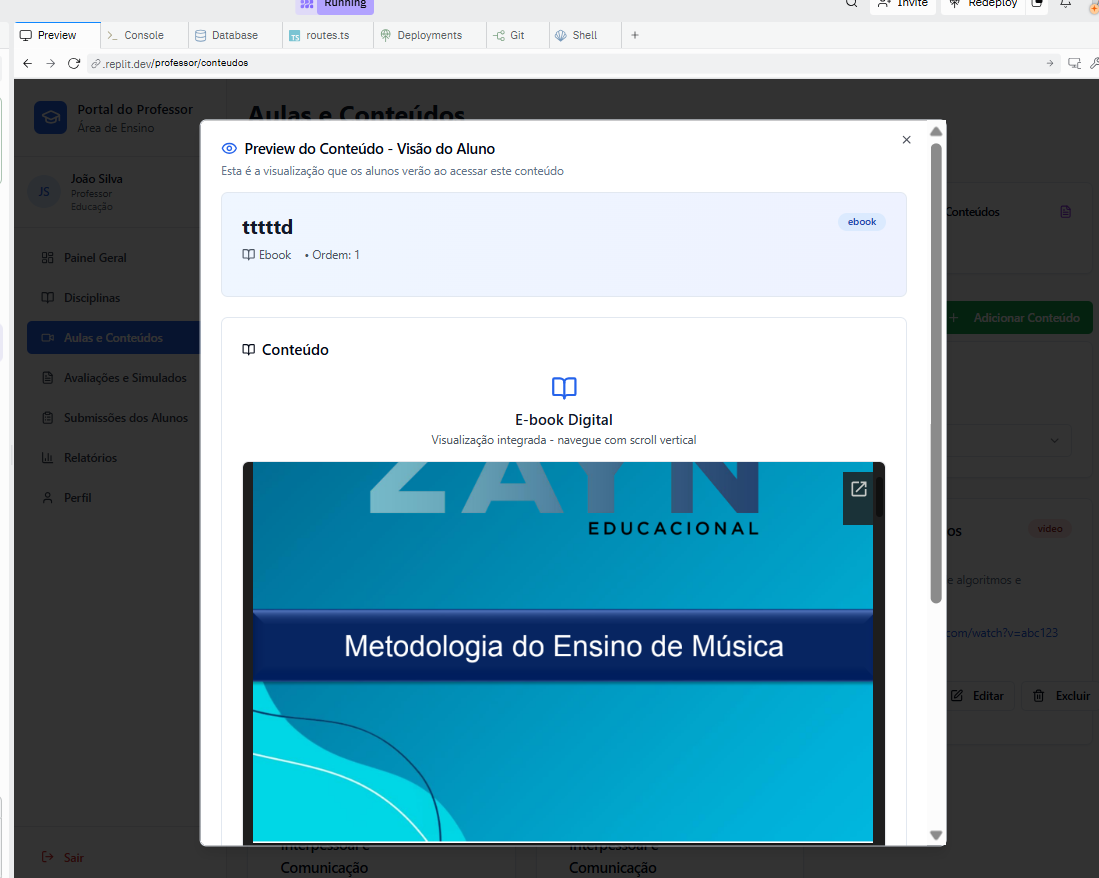 Running
Invite
Redeploy
Preview
Console
Database
routes.ts
Deployments
Git
Shell
.replit.dev/professor/conteudos
Portal do Professor
Área de Ensino
JS
João Silva
Professor
Educação
Painel Geral
Disciplinas
Aulas e Conteúdos
Avaliações e Simulados
Submissões dos Alunos
Relatórios
Perfil
Sair
Aulas e Conteúdos
Conteúdos
Adicionar Conteúdo
video
e algoritmos e
com/watch?v=abc123
Editar
Excluir
Preview do Conteúdo - Visão do Aluno
Esta é a visualização que os alunos verão ao acessar este conteúdo
tttttd
ebook
Ebook • Ordem: 1
Conteúdo
E-book Digital
Visualização integrada - navegue com scroll vertical
ZAYN
EDUCACIONAL
Metodologia do Ensino de Música
Comunicação
Comunicação